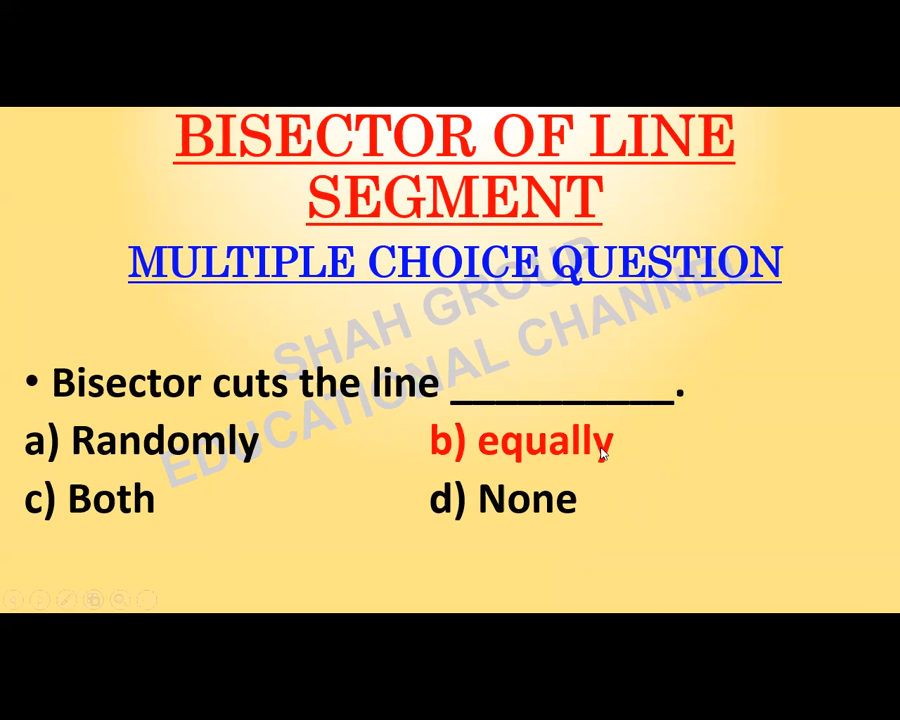 BISECTOR OF LINE
SEGMENT
MULTIPLE CHOICE QUESTION
SHAH GROUP
EDUCATIONAL CHANNEL
• Bisector cuts the line __________.
a) Randomly b) equally
c) Both d) None